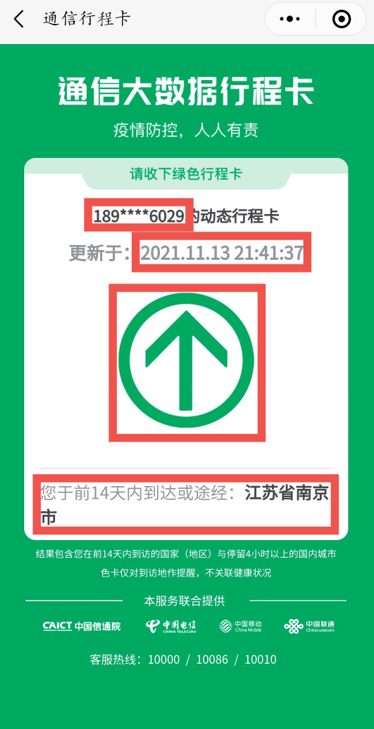 通信行程卡
通信大数据行程卡
疫情防控，人人有责
请收下绿色行程卡
189****6029的动态行程卡
更新于：2021.11.13 21:41:37
您于前14天内到达或途经：江苏省南京
市
结果包含您在前14天内到访的国家（地区）与停留4小时以上的国内城市
色卡仅对到访地作提醒，不关联健康状况
本服务联合提供
CAICT 中国信通院 中国电信 CHINA TELECOM 中国移动 China Mobile 中国联通 China unicom
客服热线：10000 / 10086 / 10010